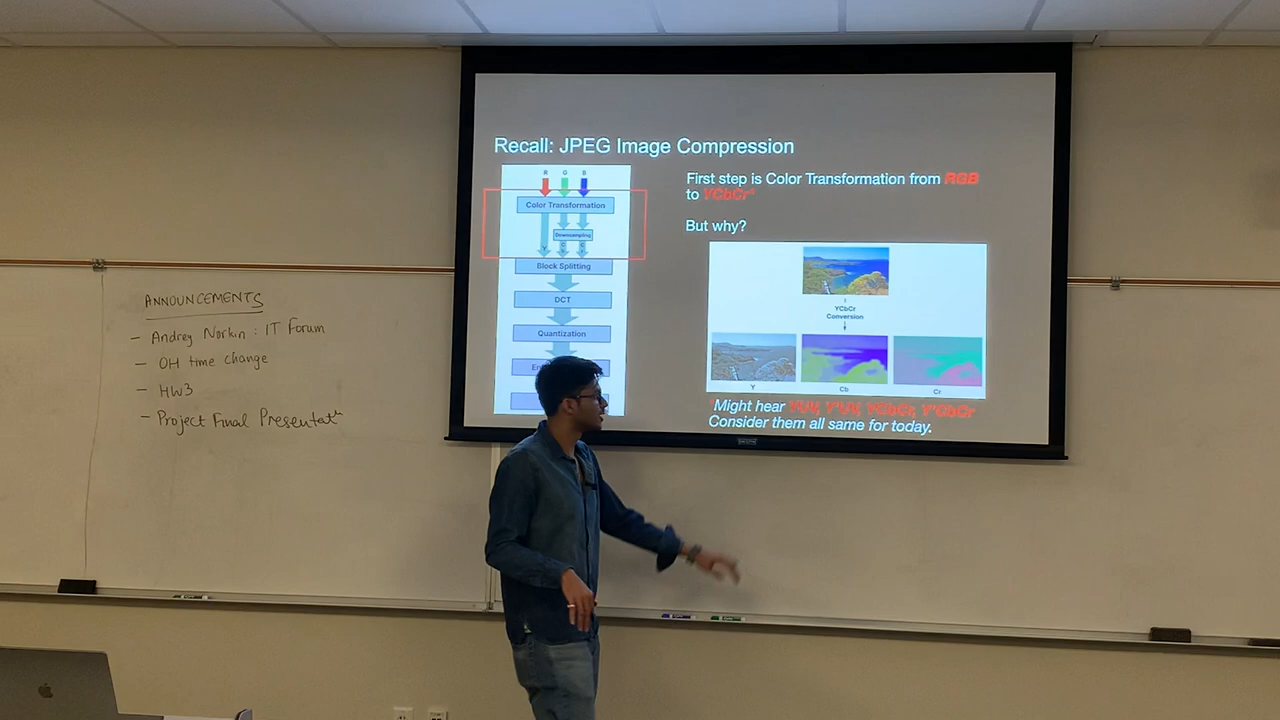 ANNOUNCEMENTS
- Andrey Norkin : IT Forum
- OH time change
- HW3
- Project Final Presentatn
Recall: JPEG Image Compression
R G B
Color Transformation
Downsampling
Y
Block Splitting
DCT
Quantization
First step is Color Transformation from RGB
to YCbCr*
But why?
YCbCr
Conversion
Y Cb Cr
*Might hear YUV, Y'UV, YCbCr, Y'CbCr
Consider them all same for today.